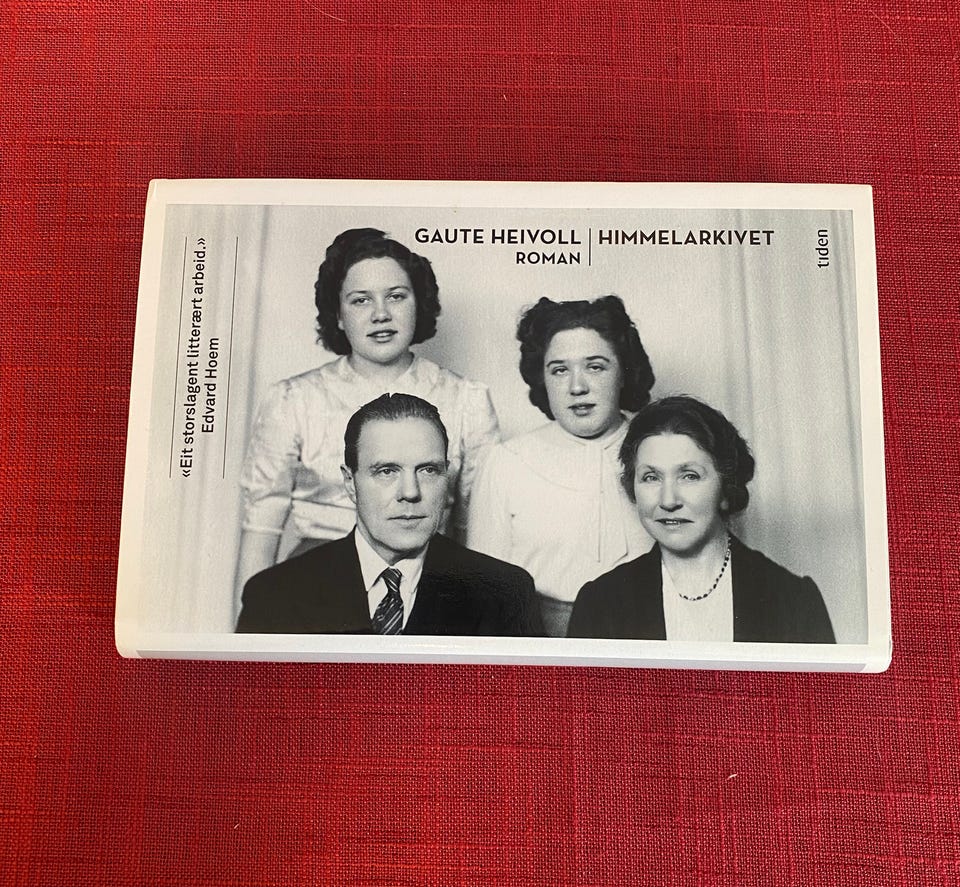 GAUTE HEIVOLL | HIMMELARKIVET
ROMAN
tiden
«Eit storslagent litterært arbeid.»
Edvard Hoem